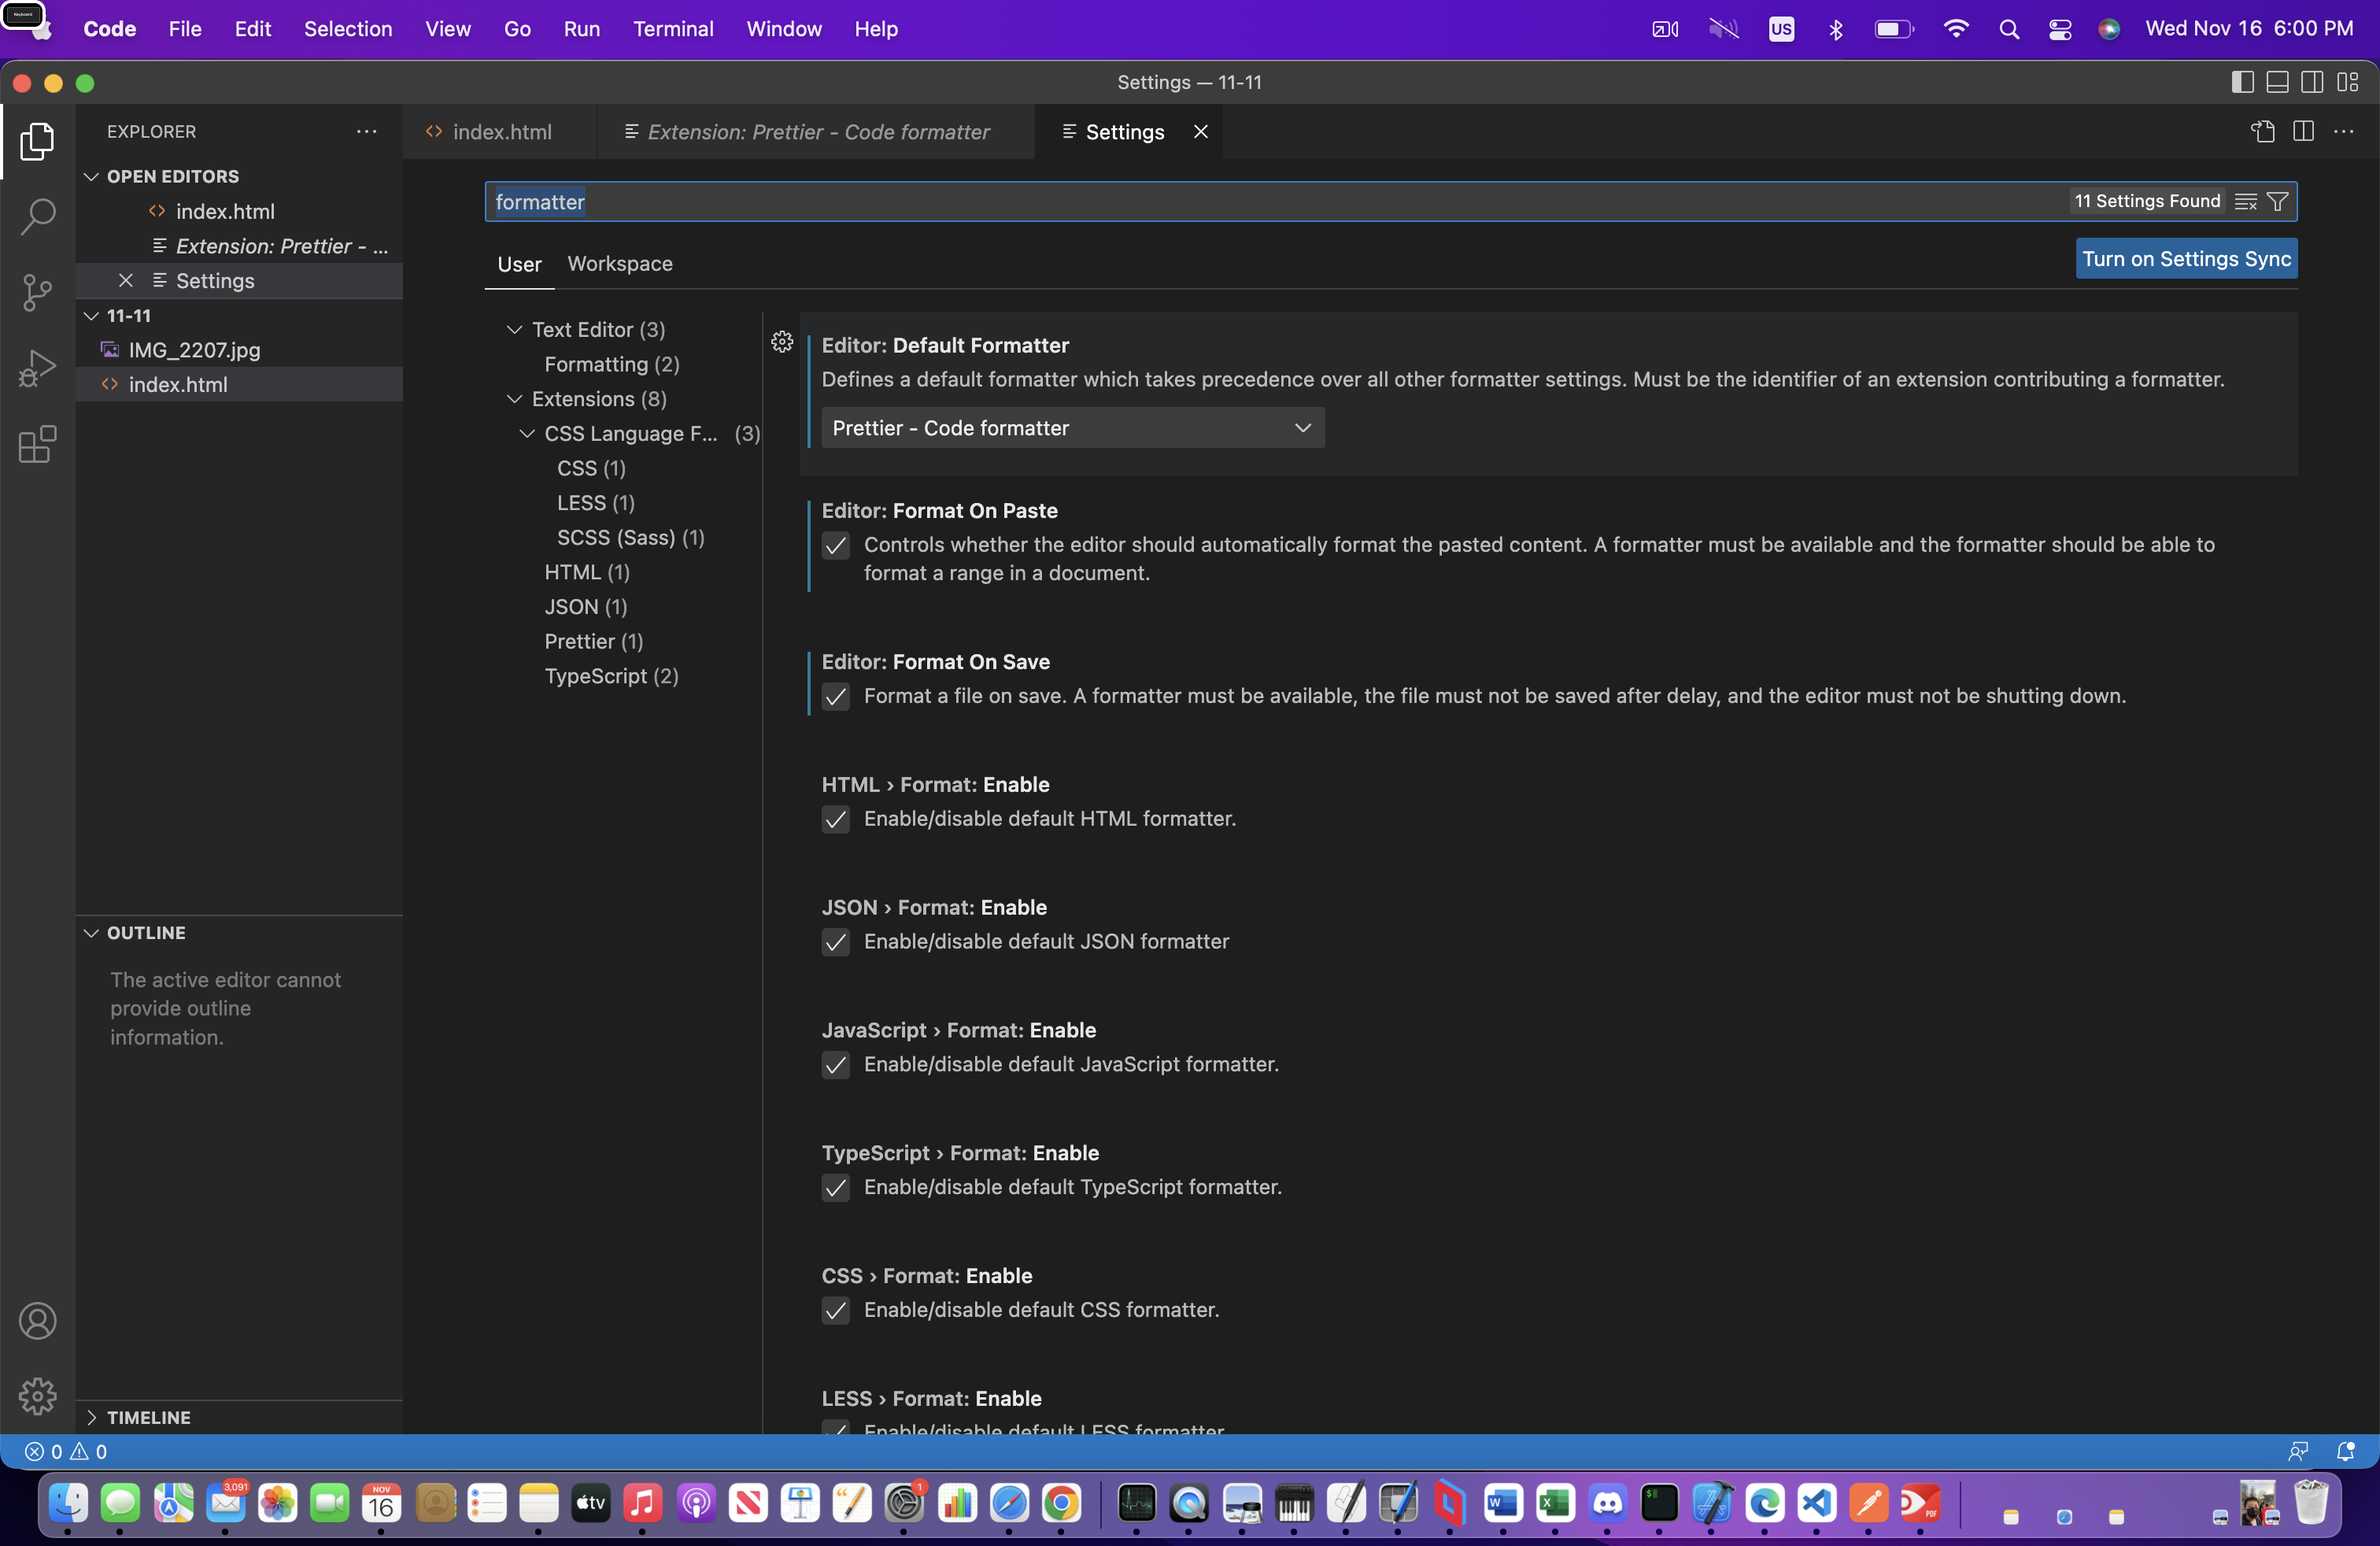 Keyboard
Code File Edit Selection View Go Run Terminal Window Help
US
Wed Nov 16 6:00 PM
Settings — 11-11
EXPLORER
index.html
Extension: Prettier - Code formatter
Settings
OPEN EDITORS
index.html
Extension: Prettier - ...
Settings
11-11
IMG_2207.jpg
index.html
OUTLINE
The active editor cannot
provide outline
information.
TIMELINE
formatter
11 Settings Found
User Workspace
Turn on Settings Sync
Text Editor (3)
Formatting (2)
Extensions (8)
CSS Language F... (3)
CSS (1)
LESS (1)
SCSS (Sass) (1)
HTML (1)
JSON (1)
Prettier (1)
TypeScript (2)
Editor: Default Formatter
Defines a default formatter which takes precedence over all other formatter settings. Must be the identifier of an extension contributing a formatter.
Prettier - Code formatter
Editor: Format On Paste
Controls whether the editor should automatically format the pasted content. A formatter must be available and the formatter should be able to
format a range in a document.
Editor: Format On Save
Format a file on save. A formatter must be available, the file must not be saved after delay, and the editor must not be shutting down.
HTML › Format: Enable
Enable/disable default HTML formatter.
JSON › Format: Enable
Enable/disable default JSON formatter
JavaScript › Format: Enable
Enable/disable default JavaScript formatter.
TypeScript › Format: Enable
Enable/disable default TypeScript formatter.
CSS › Format: Enable
Enable/disable default CSS formatter.
LESS › Format: Enable
Enable/disable default LESS formatter
0 0
3,091
NOV
16
tv
1
W
X
$
PDF